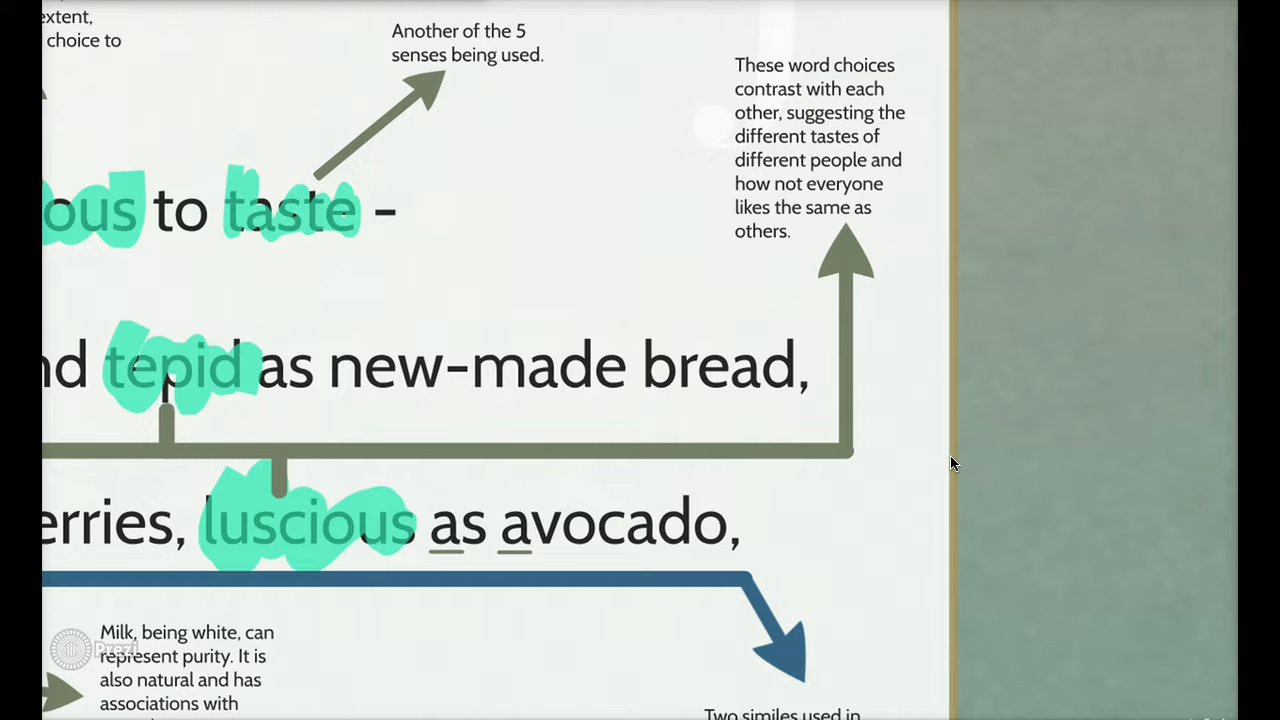 extent,
choice to
Another of the 5
senses being used.
These word choices
contrast with each
other, suggesting the
different tastes of
different people and
how not everyone
likes the same as
others.
ous to taste -
nd tepid as new-made bread,
erries, luscious as avocado,
Milk, being white, can
represent purity. It is
also natural and has
associations with
Prezi
Two similes used in